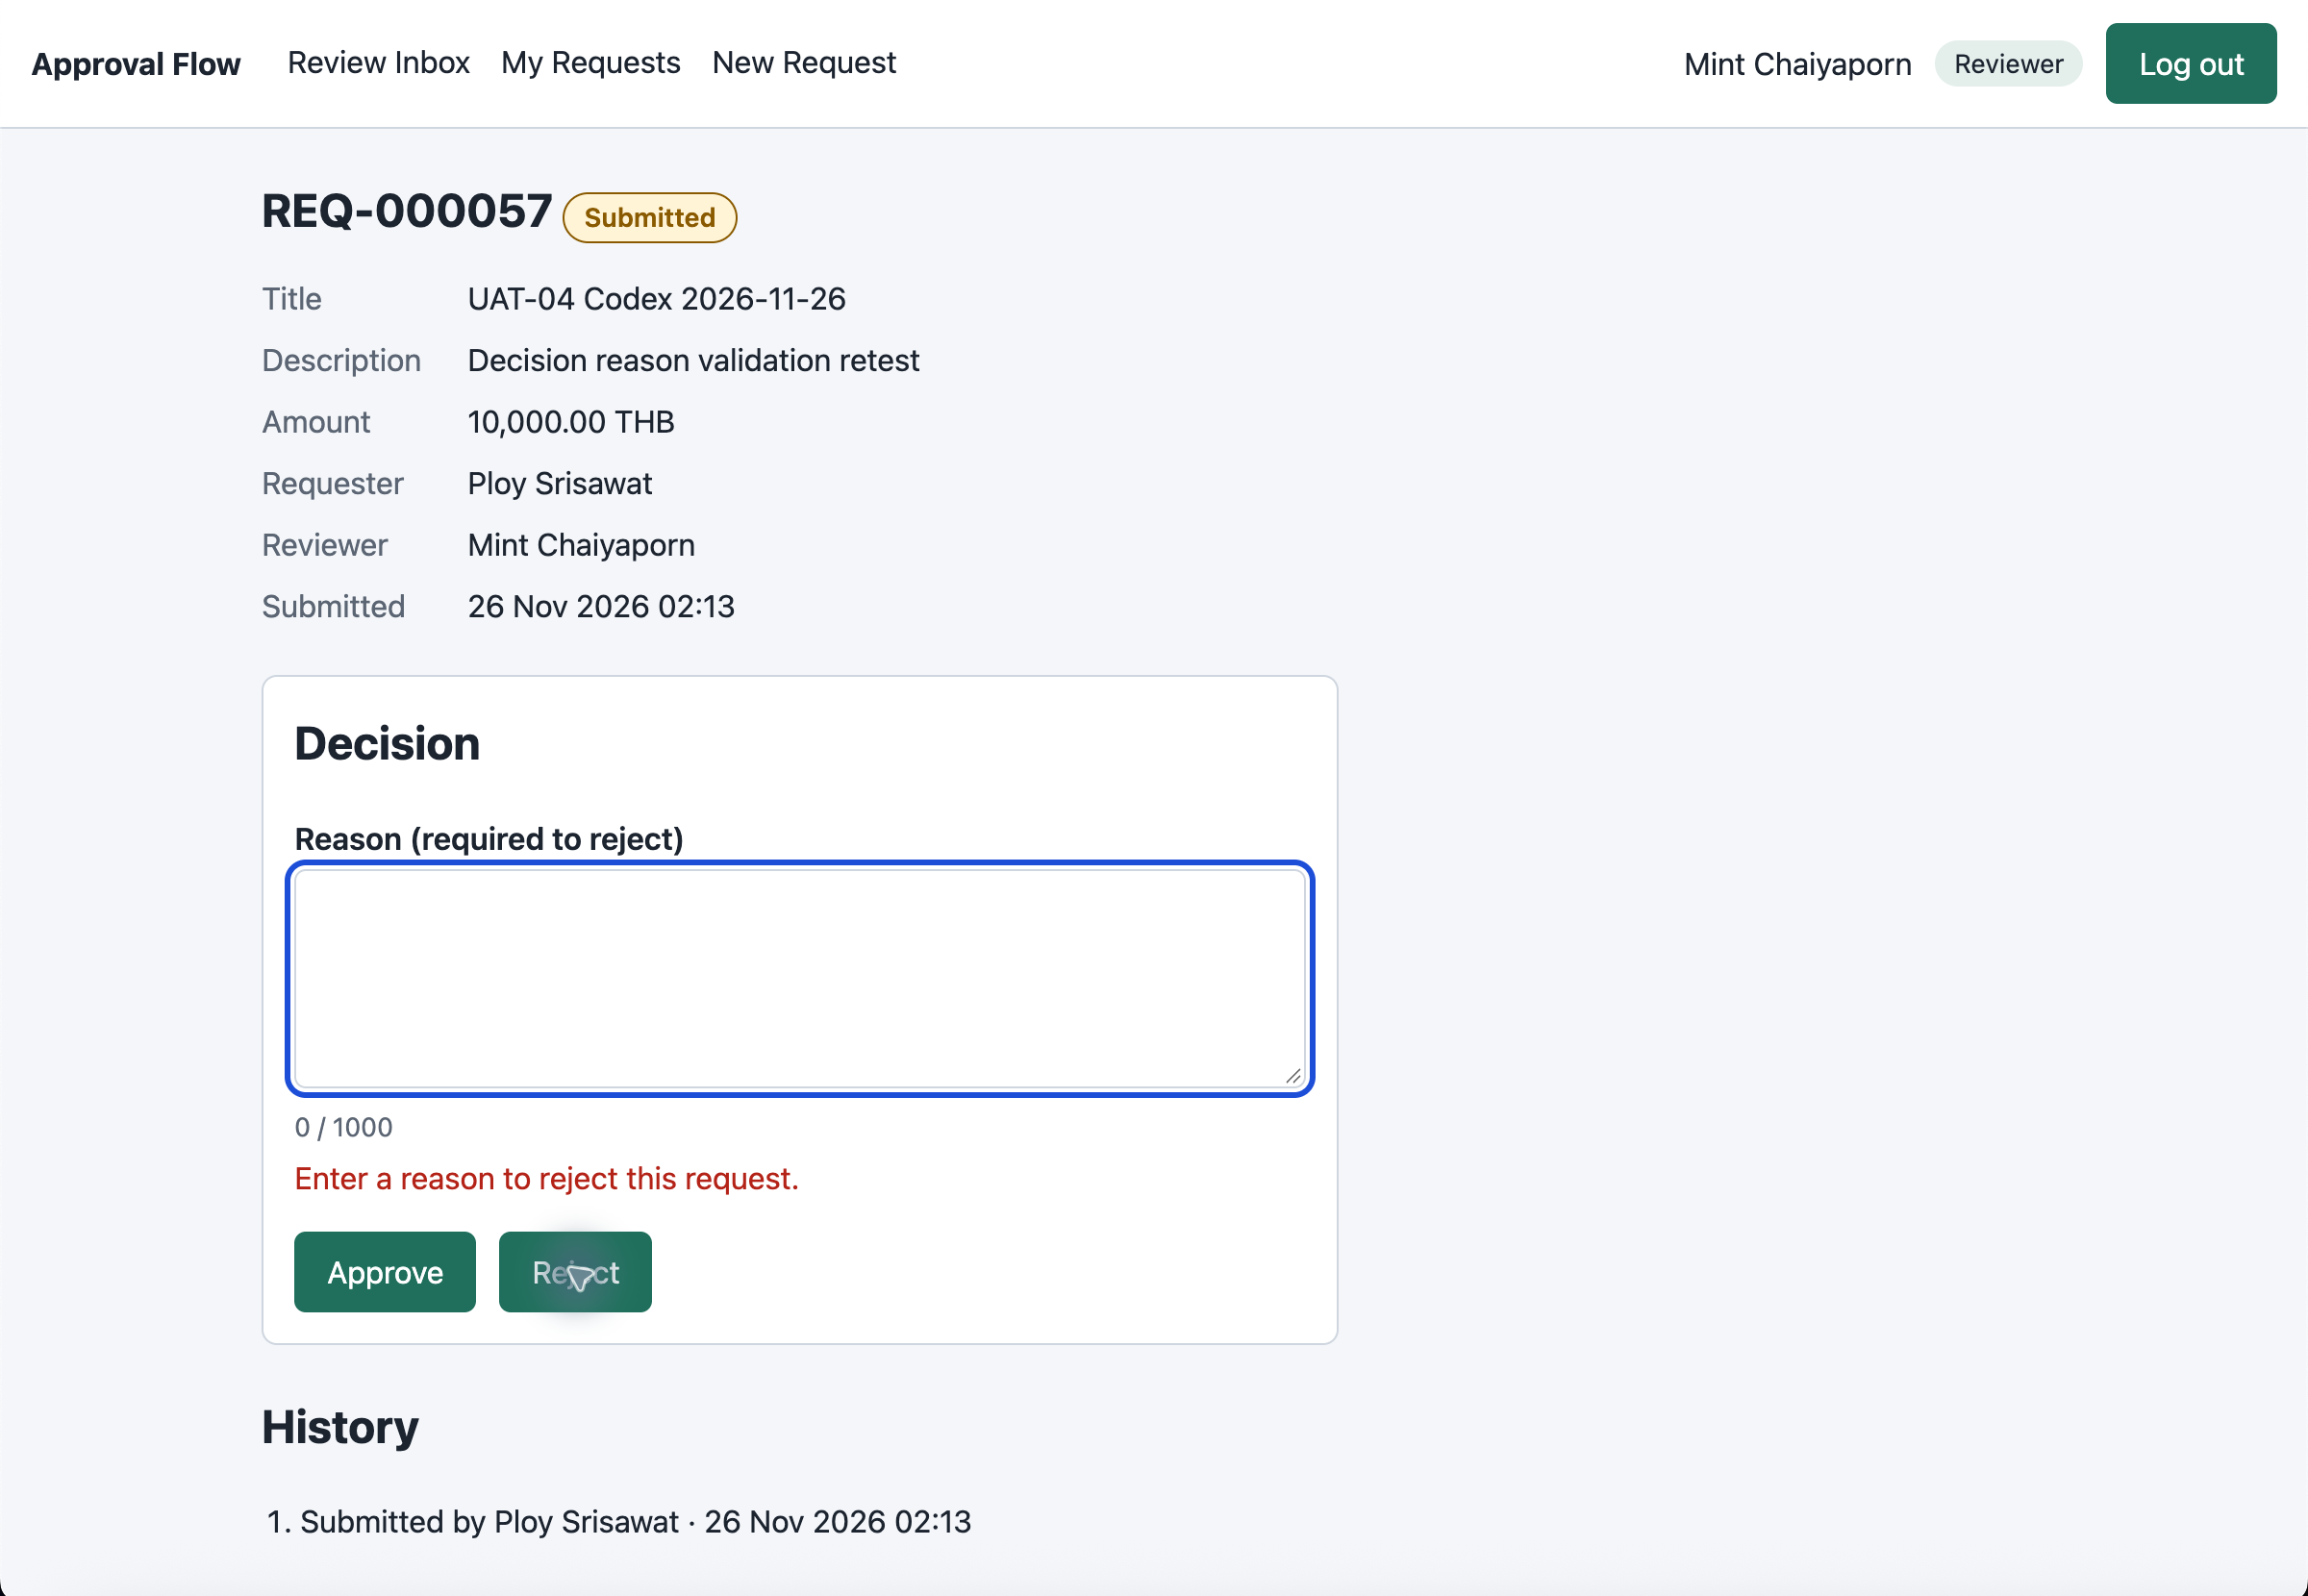 Approval Flow Review Inbox My Requests New Request Mint Chaiyaporn Reviewer Log out
REQ-000057 Submitted
Title UAT-04 Codex 2026-11-26
Description Decision reason validation retest
Amount 10,000.00 THB
Requester Ploy Srisawat
Reviewer Mint Chaiyaporn
Submitted 26 Nov 2026 02:13
Decision
Reason (required to reject)
0 / 1000
Enter a reason to reject this request.
Approve Reject
History
1. Submitted by Ploy Srisawat · 26 Nov 2026 02:13